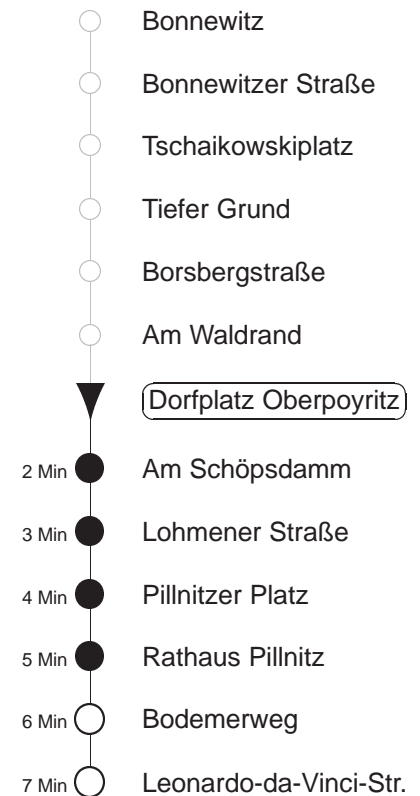 Bonnewitz
Bonnewitzer Straße
Tschaikowskiplatz
Tiefer Grund
Borsbergstraße
Am Waldrand
Dorfplatz Oberpoyritz
2 Min Am Schöpsdamm
3 Min Lohmener Straße
4 Min Pillnitzer Platz
5 Min Rathaus Pillnitz
6 Min Bodemerweg
7 Min Leonardo-da-Vinci-Str.